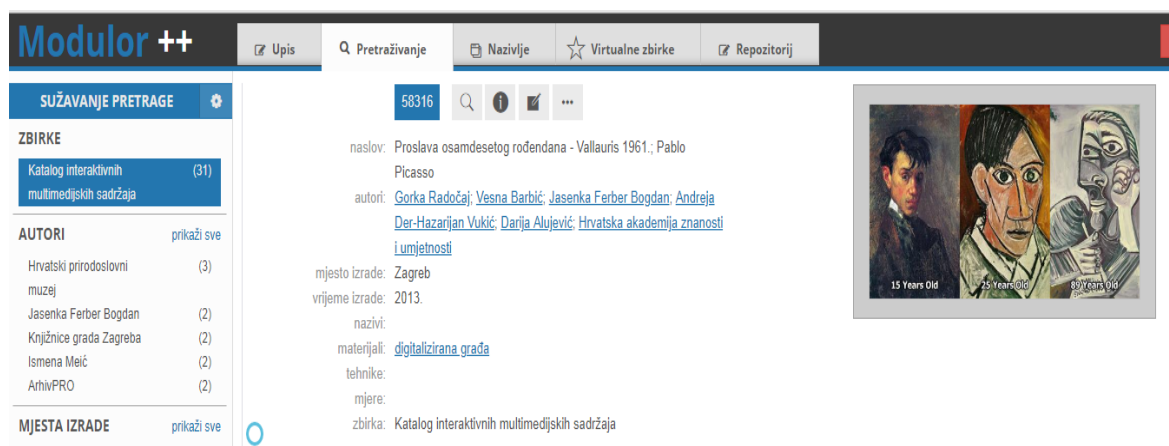 Modulor ++
Upis
Pretraživanje
Nazivlje
Virtualne zbirke
Repozitorij
SUŽAVANJE PRETRAGE
ZBIRKE
Katalog interaktivnih (31)
multimedijskih sadržaja
AUTORI prikaži sve
Hrvatski prirodoslovni (3)
muzej
Jasenka Ferber Bogdan (2)
Knjižnice grada Zagreba (2)
Ismena Meić (2)
ArhivPRO (2)
MJESTA IZRADE prikaži sve
58316
naslov: Proslava osamdesetog rođendana - Vallauris 1961.; Pablo
Picasso
autori: Gorka Radočaj; Vesna Barbić; Jasenka Ferber Bogdan; Andreja
Der-Hazarijan Vukić; Darija Alujević; Hrvatska akademija znanosti
i umjetnosti
mjesto izrade: Zagreb
vrijeme izrade: 2013.
nazivi:
materijali: digitalizirana građa
tehnike:
mjere:
zbirka: Katalog interaktivnih multimedijskih sadržaja
15 Years Old
25 Years Old
89 Years Old